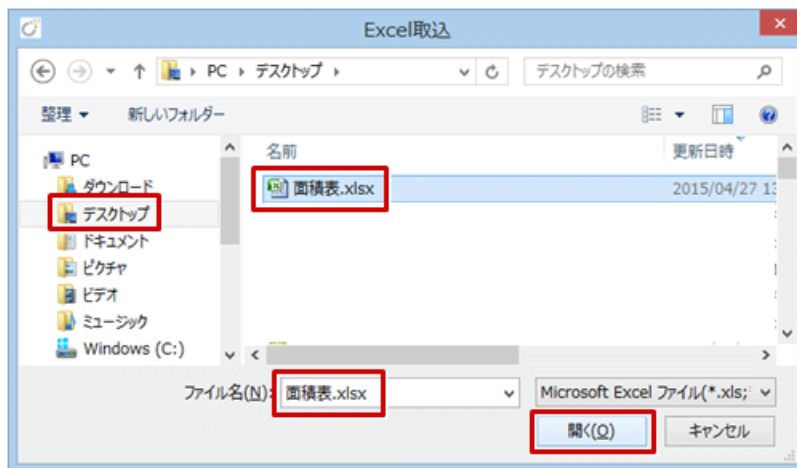 Excel取込
PC デスクトップ
デスクトップの検索
整理 新しいフォルダー
名前 更新日時
PC
ダウンロード
デスクトップ
ドキュメント
ピクチャ
ビデオ
ミュージック
Windows (C:)
面積表.xlsx 2015/04/27 13
ファイル名(N): 面積表.xlsx
Microsoft Excel ファイル(*.xls;
開く(O) キャンセル